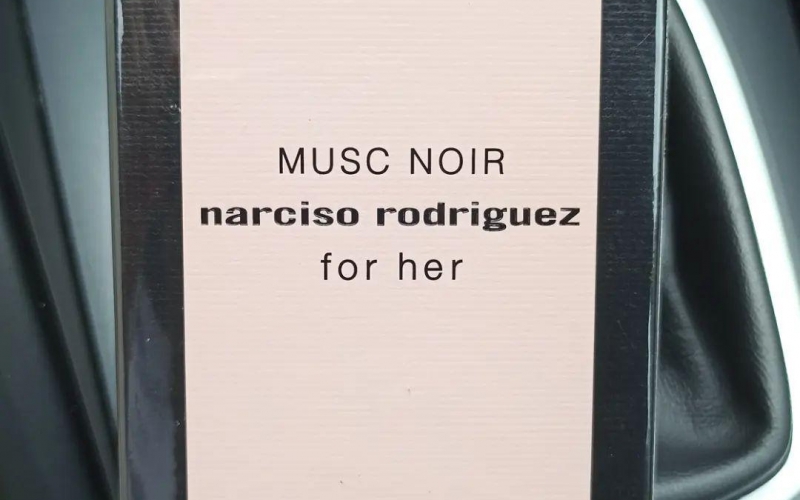 MUSC NOIR
narciso rodriguez
for her